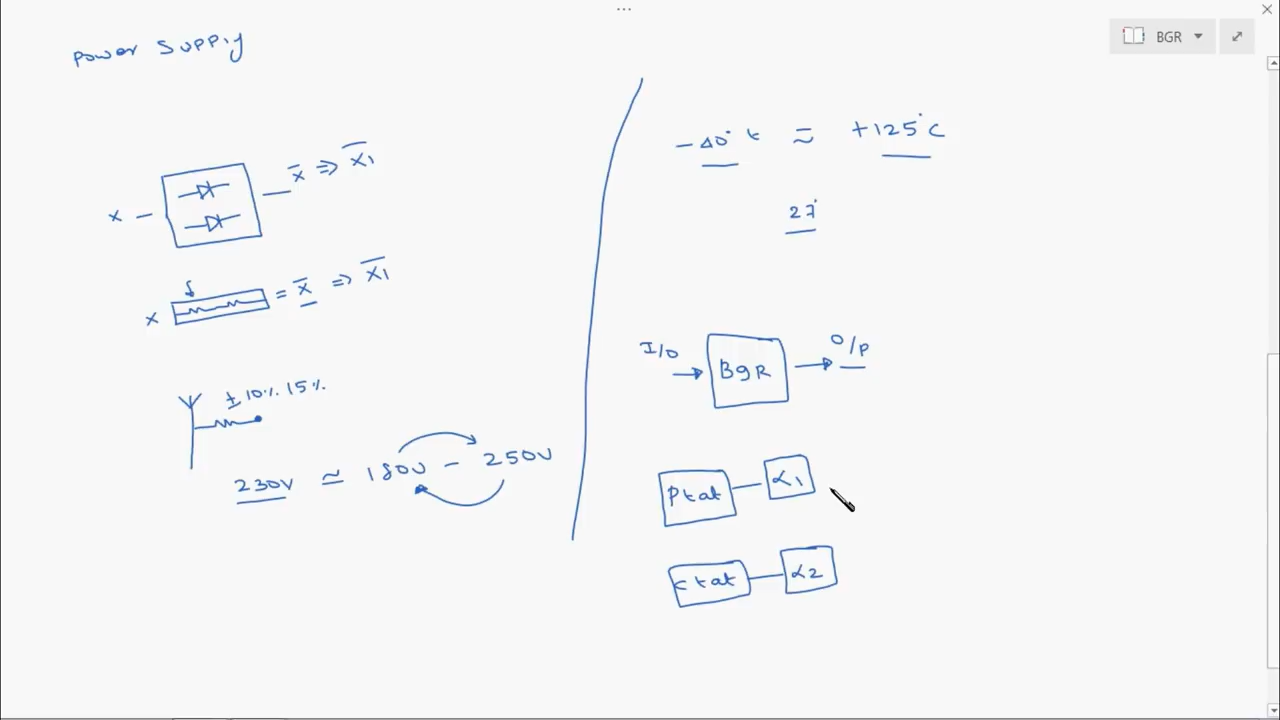 BGR
Power Supply
x – x̄ ⇒ x̄1
x = x̄ ⇒ x̄1
± 10% 15%
230V ≃ 180V – 250V
-40° t ≂ +125°C
27°
I/O → BgR → O/P
Ptat – α1
ctat – α2